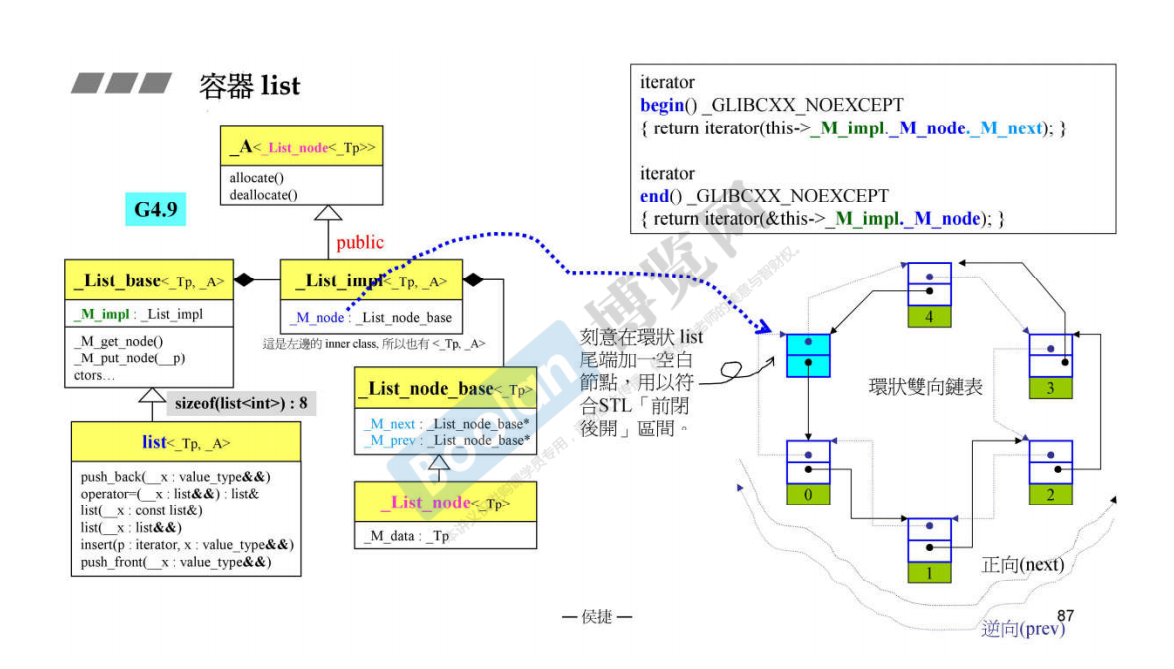 容器 list
iterator
begin() _GLIBCXX_NOEXCEPT
{ return iterator(this->_M_impl._M_node._M_next); }
iterator
end() _GLIBCXX_NOEXCEPT
{ return iterator(&this->_M_impl._M_node); }
_A<_List_node<_Tp>>
allocate()
deallocate()
G4.9
public
_List_base<_Tp, _A>
_M_impl : _List_impl
_M_get_node()
_M_put_node(__p)
ctors…
_List_impl<_Tp, _A>
_M_node : _List_node_base
這是左邊的 inner class, 所以也有 <_Tp, _A>
sizeof(list<int>) : 8
list<_Tp, _A>
push_back(__x : value_type&&)
operator=(__x : list&&) : list&
list(__x : const list&)
list(__x : list&&)
insert(p : iterator, x : value_type&&)
push_front(__x : value_type&&)
_List_node_base<_Tp>
_M_next : _List_node_base*
_M_prev : _List_node_base*
_List_node<_Tp>
_M_data : _Tp
刻意在環狀 list
尾端加一空白
節點，用以符
合STL「前閉
後開」區間。
環狀雙向鏈表
4
3
0
2
1
正向(next)
逆向(prev)
— 侯捷 —
87
Boolan
博览网